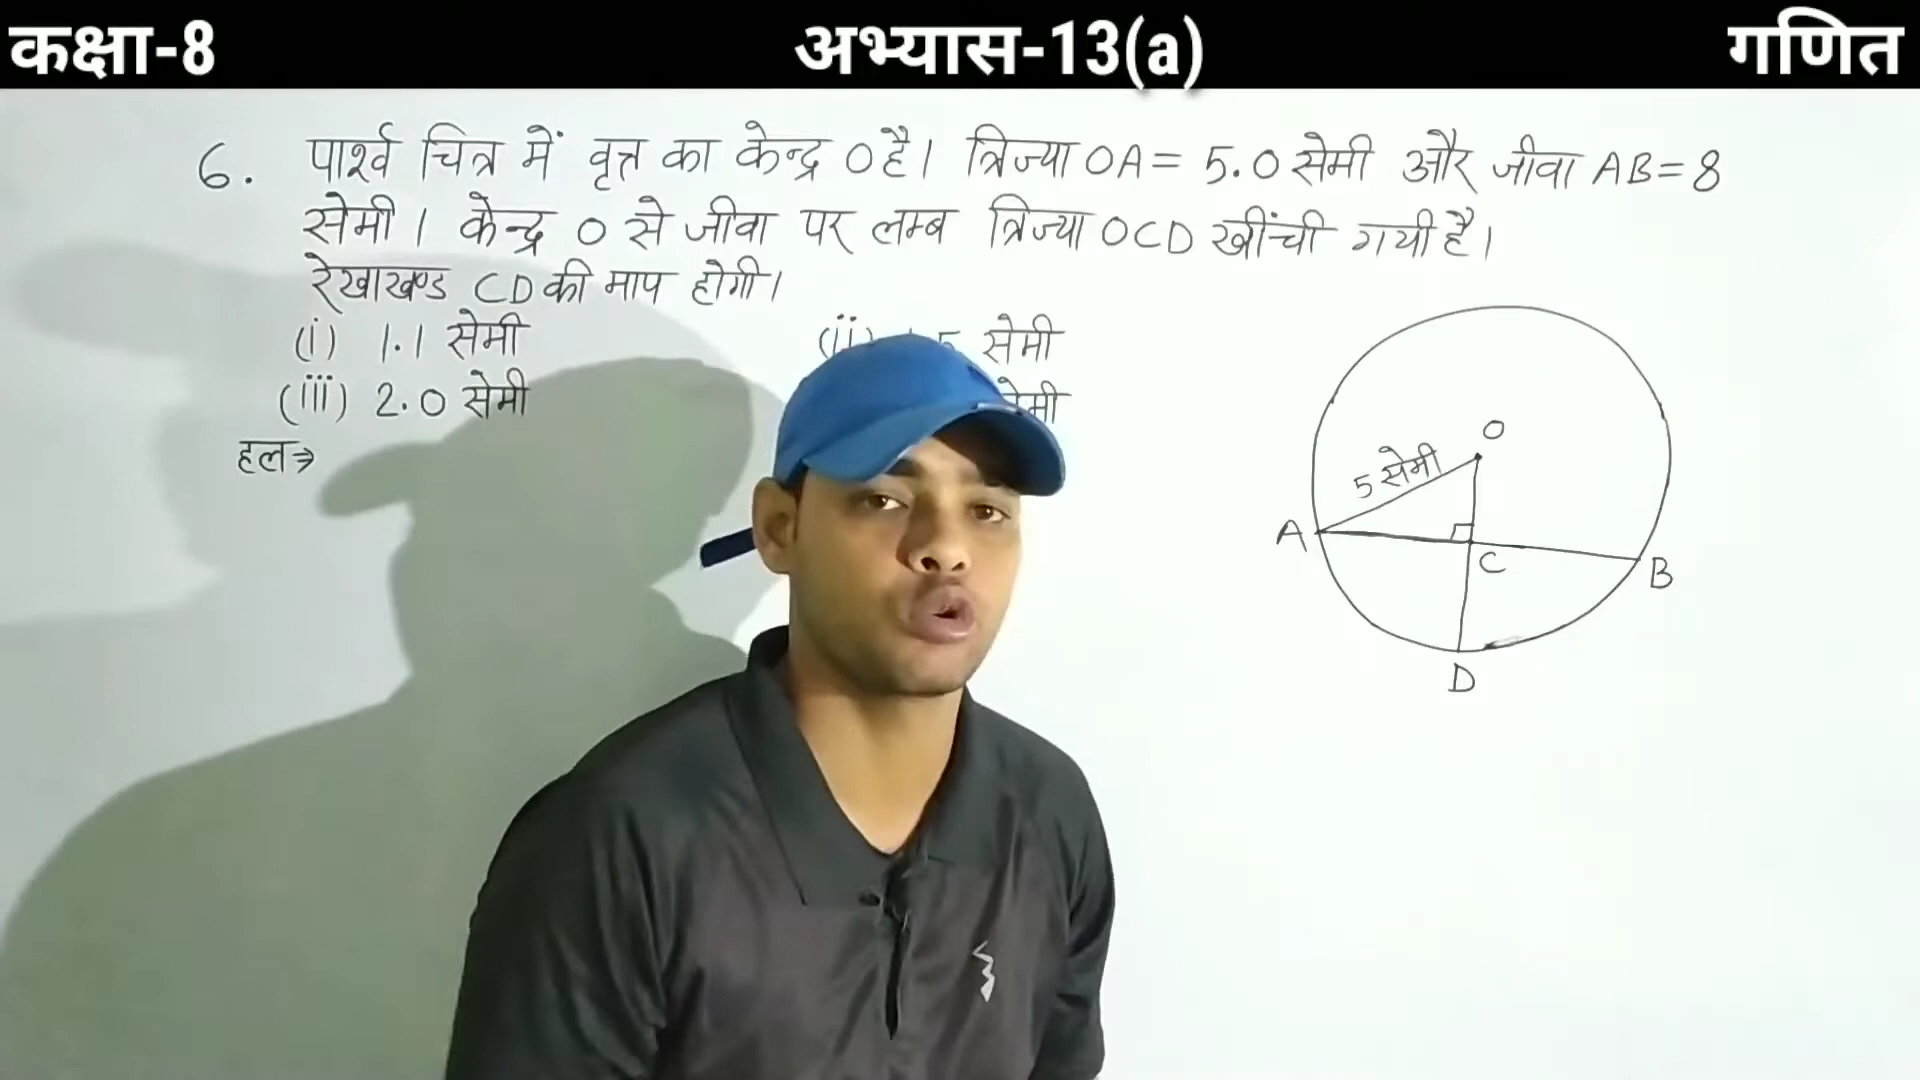 कक्षा-8 अभ्यास-13(a) गणित
6. पार्श्व चित्र में वृत्त का केन्द्र O है। त्रिज्या OA = 5.0 सेमी और जीवा AB = 8
सेमी। केन्द्र O से जीवा पर लम्ब त्रिज्या OCD खींची गयी है।
रेखाखण्ड CD की माप होगी।
(i) 1.1 सेमी (ii) सेमी
(iii) 2.0 सेमी सेमी
हल⇒
O
5 सेमी
A
C
B
D